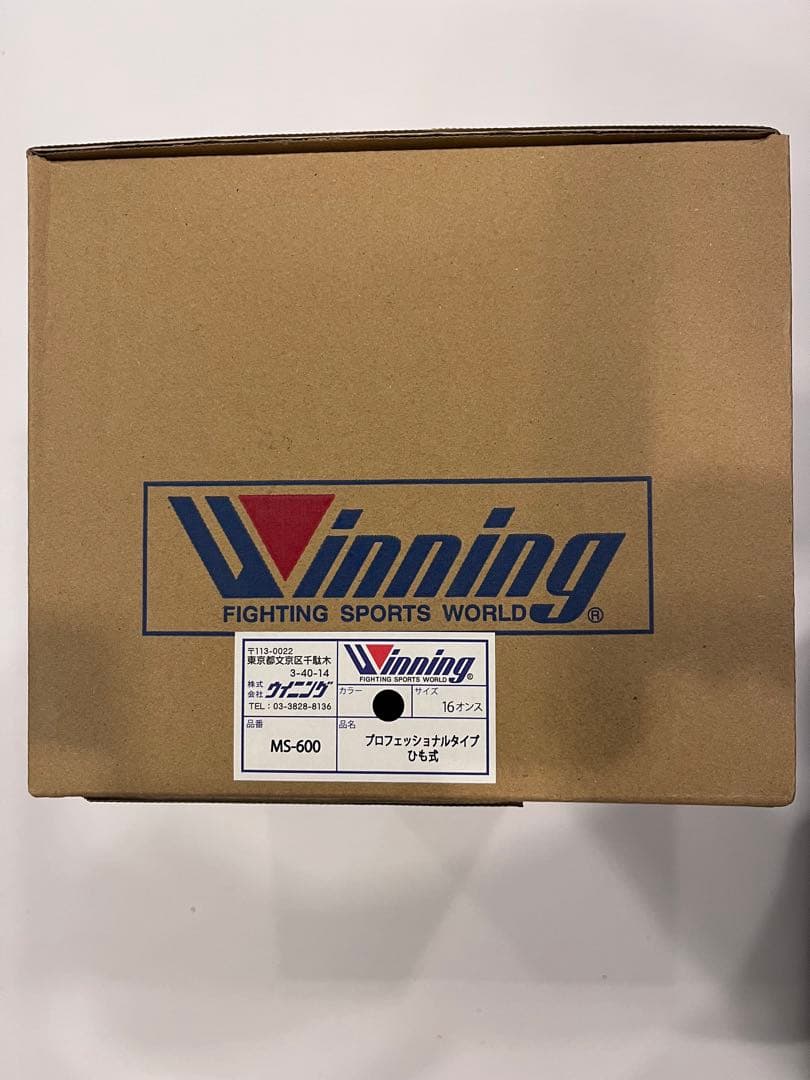 Winning
FIGHTING SPORTS WORLD®
〒113-0022
東京都文京区千駄木
3-40-14
株式会社 ウイニング
TEL：03-3828-8136
Winning
FIGHTING SPORTS WORLD®
カラー
サイズ
16オンス
品番
MS-600
品名
プロフェッショナルタイプ
ひも式